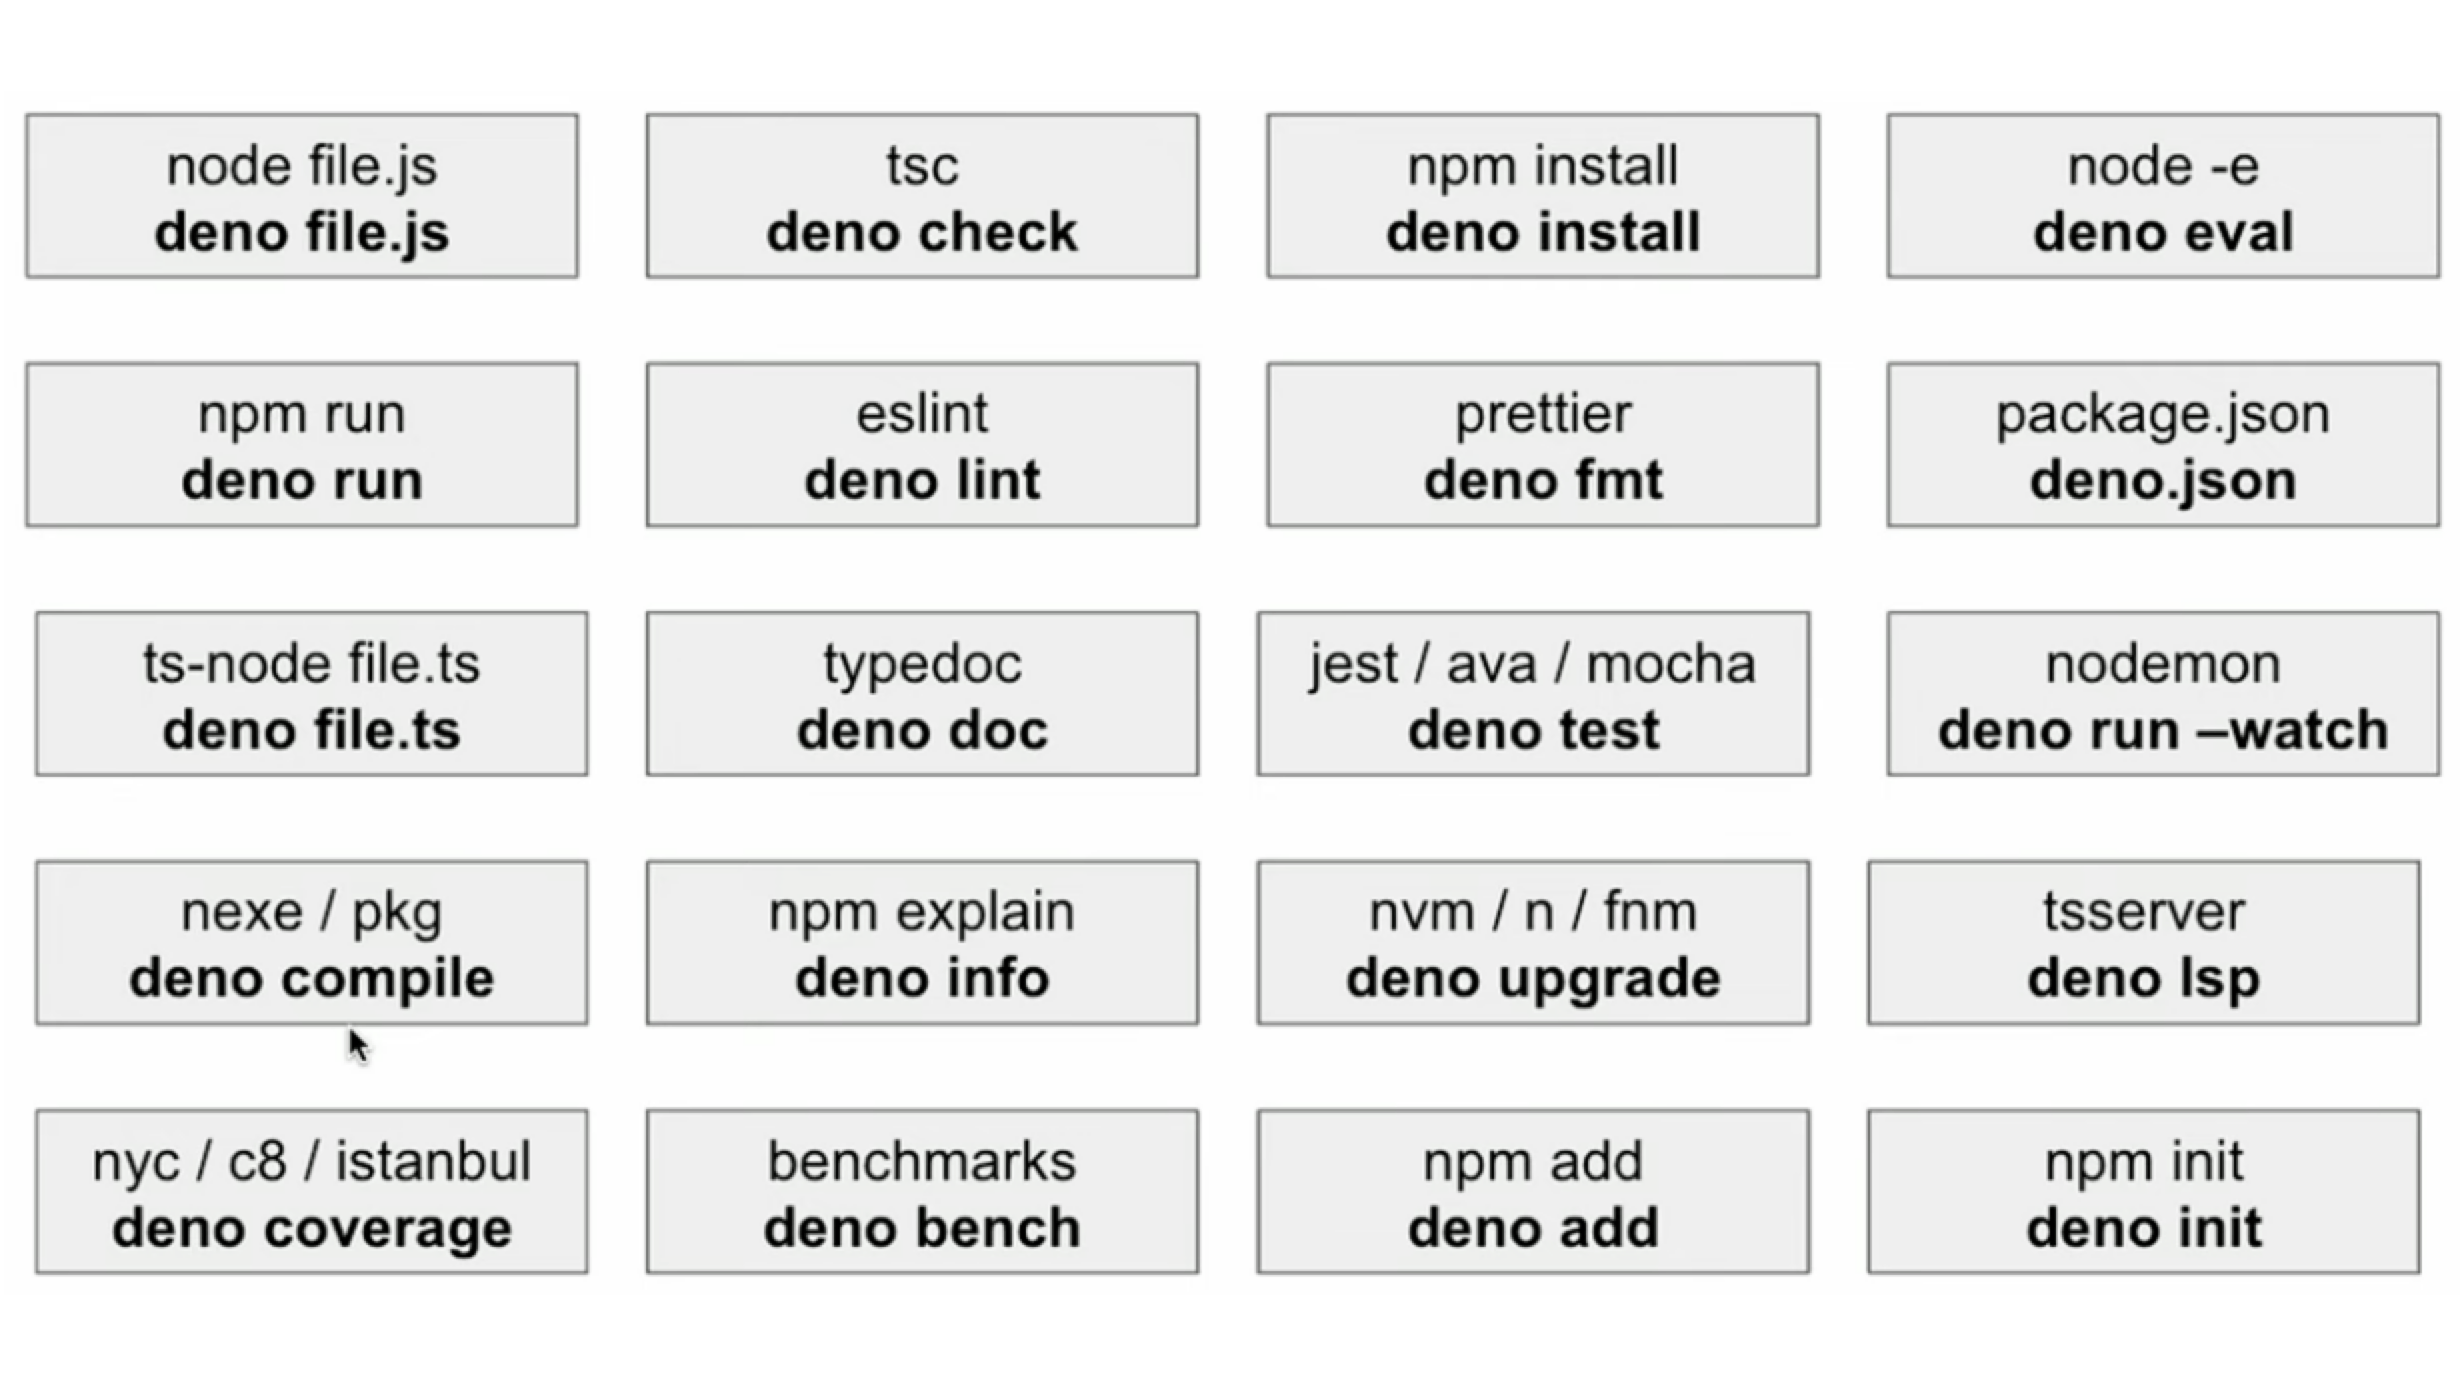 node file.js
deno file.js
tsc
deno check
npm install
deno install
node -e
deno eval
npm run
deno run
eslint
deno lint
prettier
deno fmt
package.json
deno.json
ts-node file.ts
deno file.ts
typedoc
deno doc
jest / ava / mocha
deno test
nodemon
deno run –watch
nexe / pkg
deno compile
npm explain
deno info
nvm / n / fnm
deno upgrade
tsserver
deno lsp
nyc / c8 / istanbul
deno coverage
benchmarks
deno bench
npm add
deno add
npm init
deno init